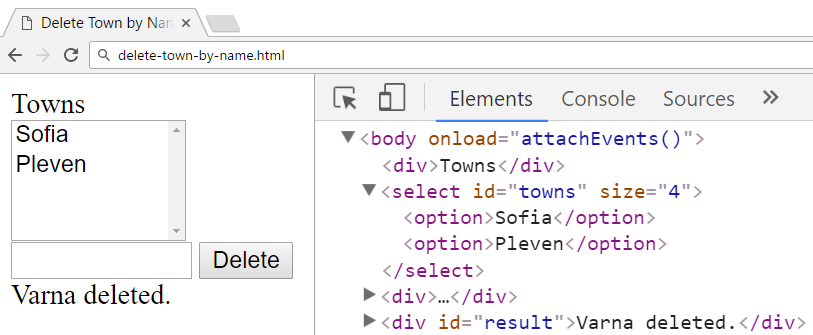 Delete Town by Nam
delete-town-by-name.html
Towns
Sofia
Pleven
Delete
Varna deleted.
Elements Console Sources
<body onload="attachEvents()">
<div>Towns</div>
<select id="towns" size="4">
<option>Sofia</option>
<option>Pleven</option>
</select>
<div>…</div>
<div id="result">Varna deleted.</div>